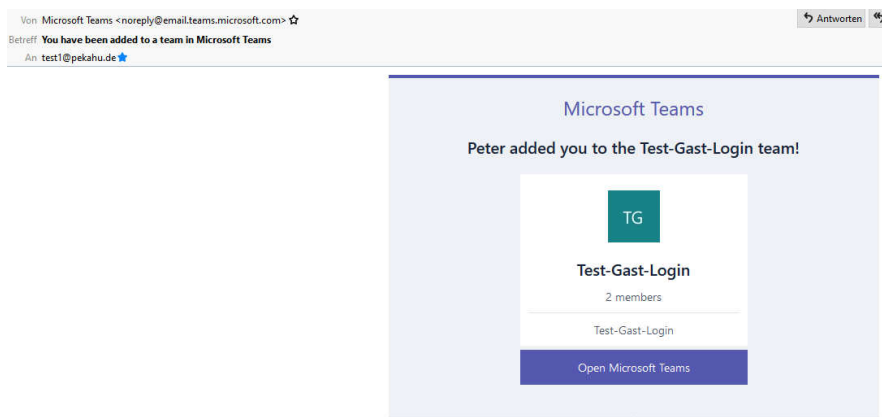 Von Microsoft Teams <noreply@email.teams.microsoft.com>
Antworten
Betreff You have been added to a team in Microsoft Teams
An test1@pekahu.de
Microsoft Teams
Peter added you to the Test-Gast-Login team!
TG
Test-Gast-Login
2 members
Test-Gast-Login
Open Microsoft Teams